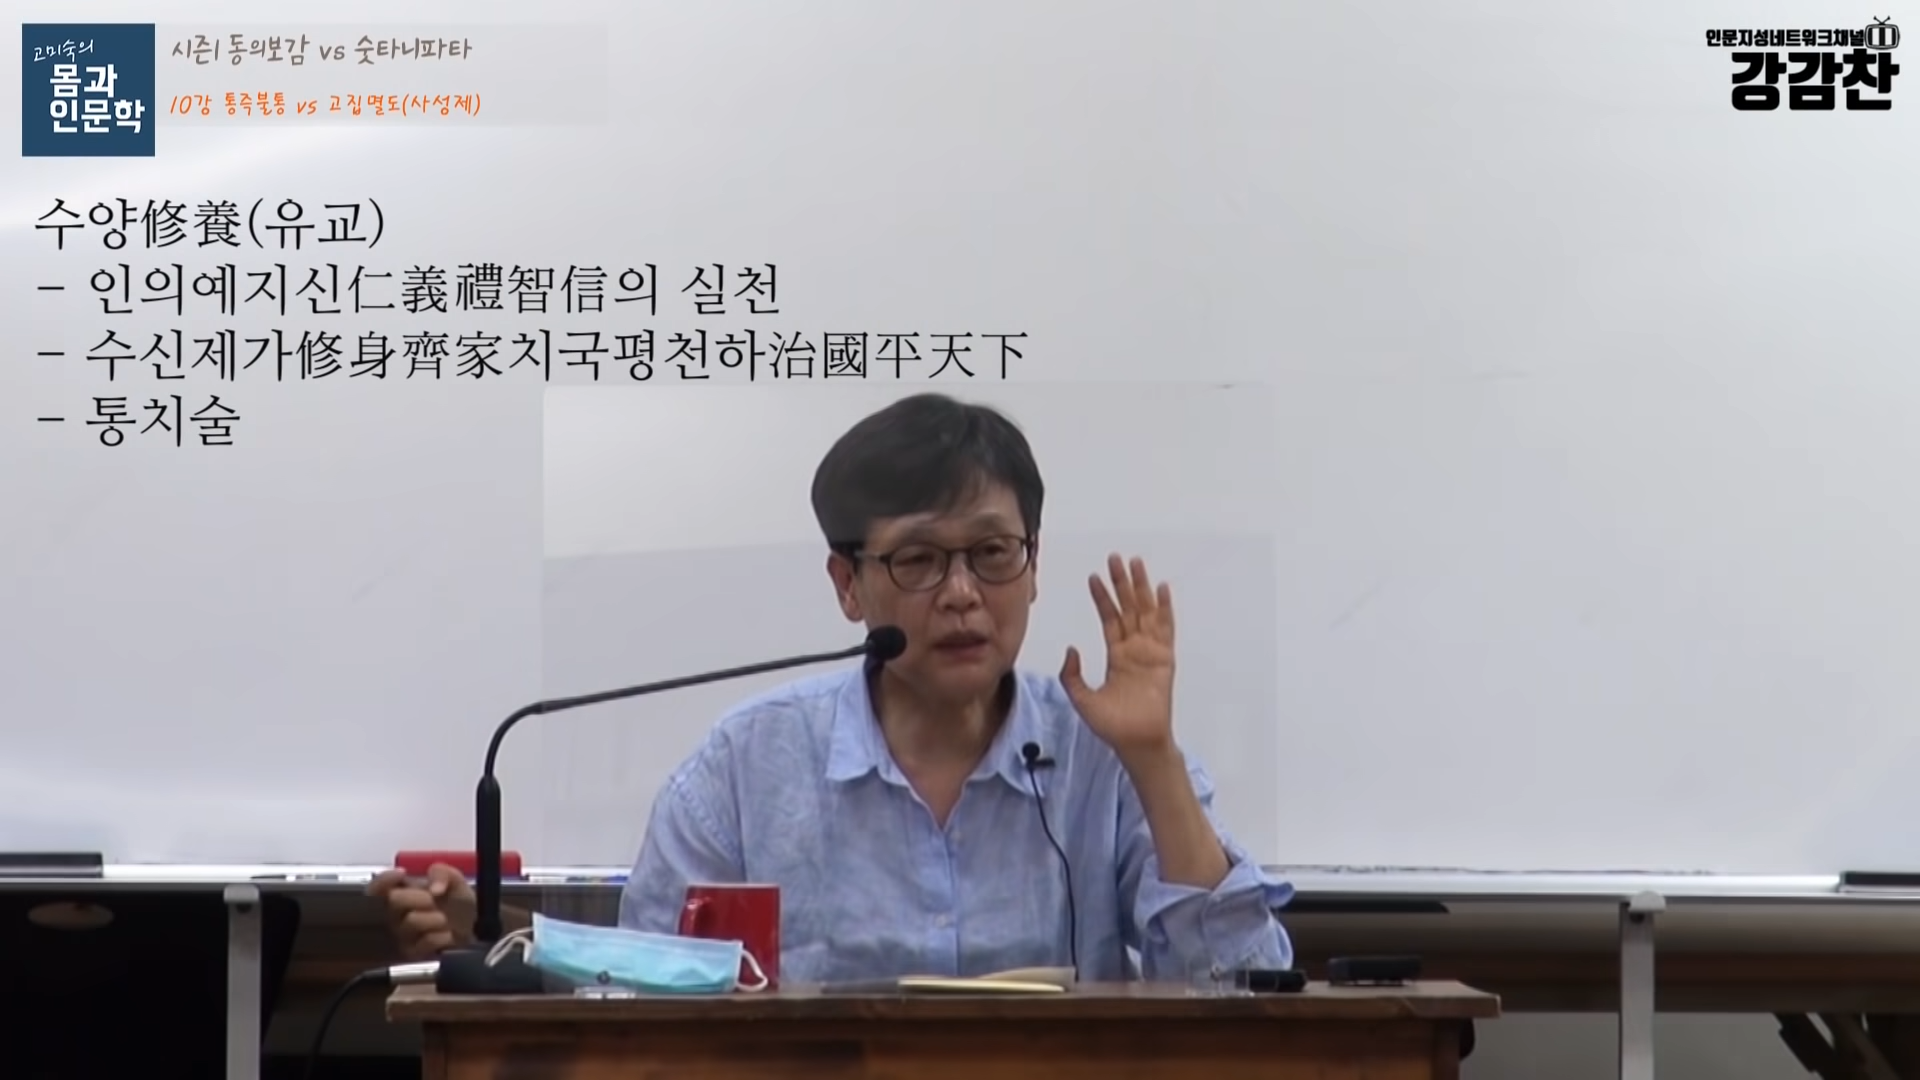 고미숙의
몸과
인문학
시즌1 동의보감 vs 숫타니파타
10강 통즉불통 vs 고집멸도(사성제)
인문지성네트워크채널
강감찬
수양修養(유교)
- 인의예지신仁義禮智信의 실천
- 수신제가修身齊家치국평천하治國平天下
- 통치술